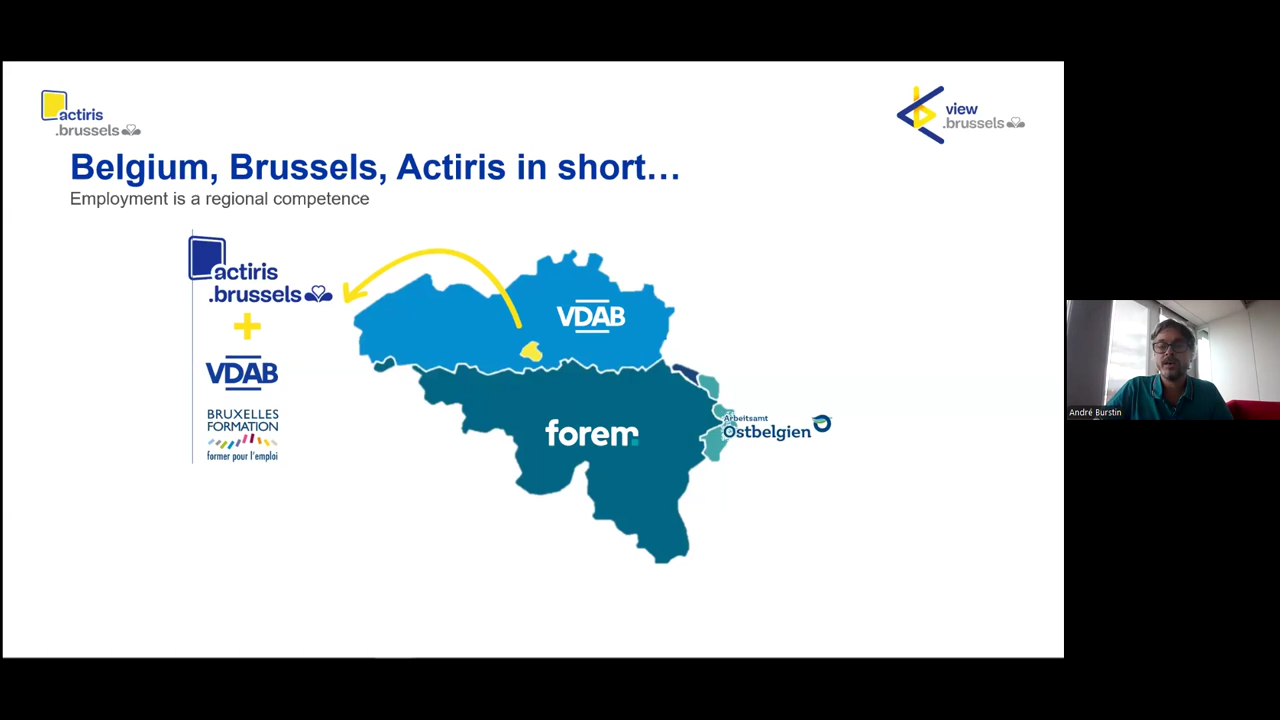 actiris
.brussels
view
.brussels
Belgium, Brussels, Actiris in short…
Employment is a regional competence
actiris
.brussels
+
VDAB
BRUXELLES
FORMATION
former pour l'emploi
VDAB
forem
Arbeitsamt
Ostbelgien
André Burstin